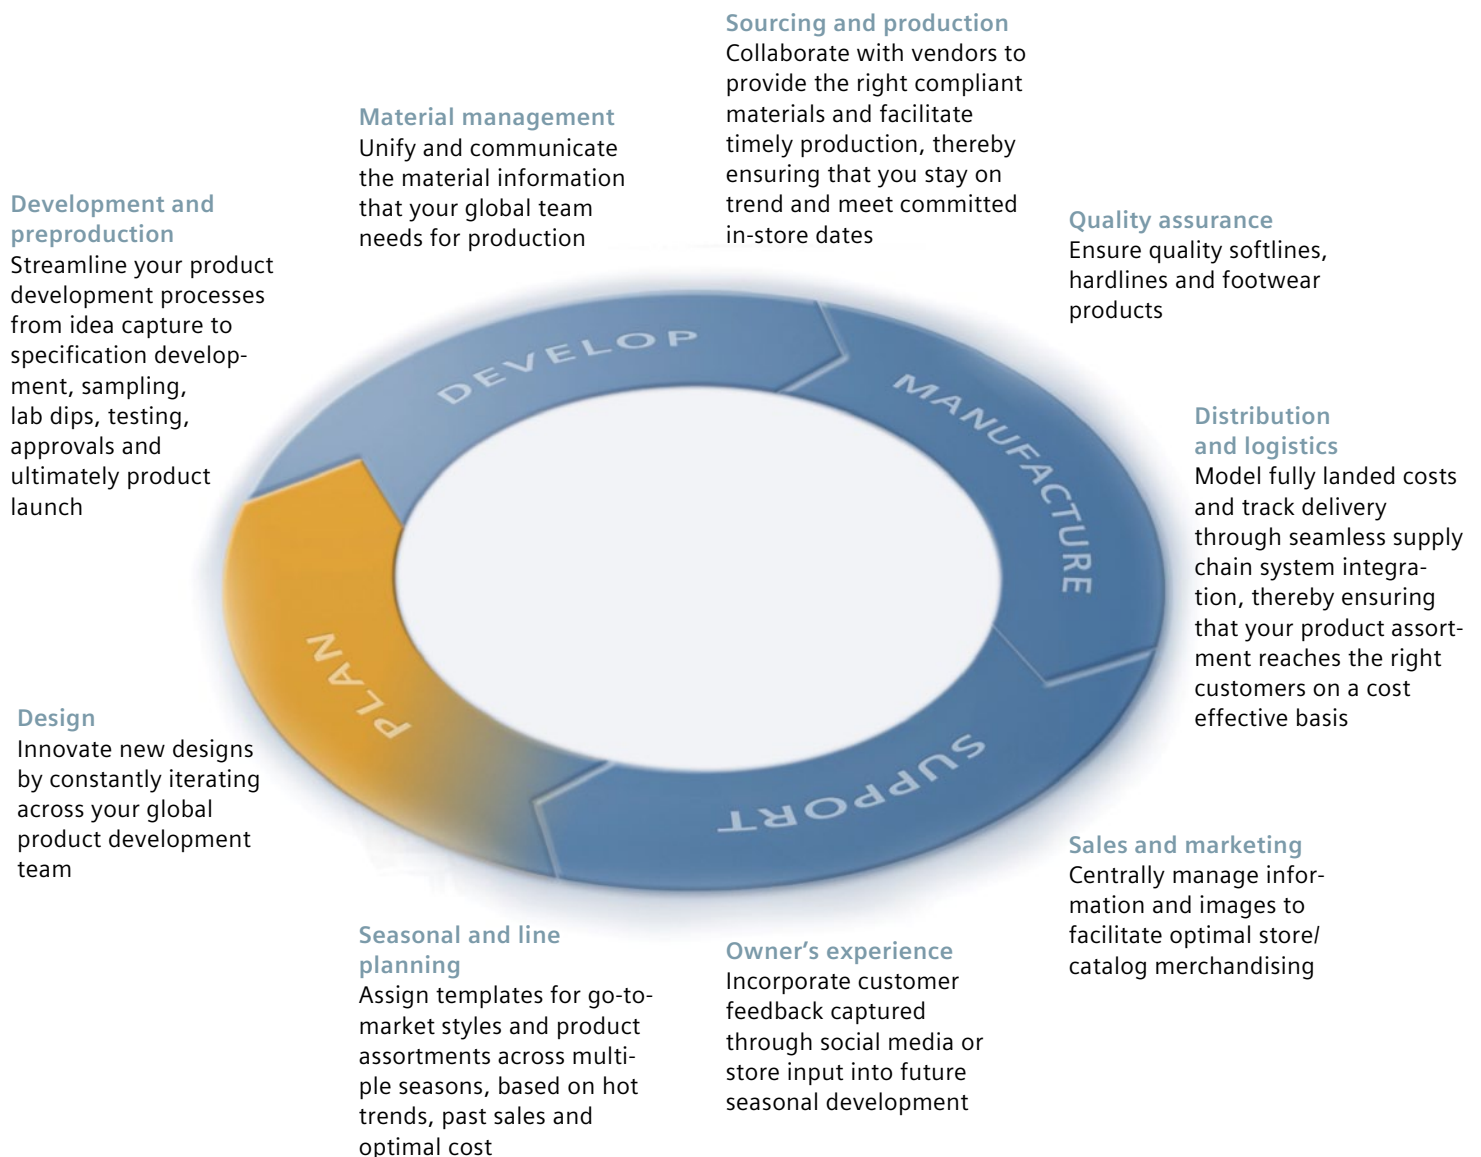 Sourcing and production
Collaborate with vendors to
provide the right compliant
materials and facilitate
timely production, thereby
ensuring that you stay on
trend and meet committed
in-store dates
Material management
Unify and communicate
the material information
that your global team
needs for production
Development and
preproduction
Streamline your product
development processes
from idea capture to
specification develop-
ment, sampling,
lab dips, testing,
approvals and
ultimately product
launch
Quality assurance
Ensure quality softlines,
hardlines and footwear
products
DEVELOP
MANUFACTURE
SUPPORT
PLAN
Distribution
and logistics
Model fully landed costs
and track delivery
through seamless supply
chain system integra-
tion, thereby ensuring
that your product assort-
ment reaches the right
customers on a cost
effective basis
Design
Innovate new designs
by constantly iterating
across your global
product development
team
Sales and marketing
Centrally manage infor-
mation and images to
facilitate optimal store/
catalog merchandising
Seasonal and line
planning
Assign templates for go-to-
market styles and product
assortments across multi-
ple seasons, based on hot
trends, past sales and
optimal cost
Owner’s experience
Incorporate customer
feedback captured
through social media or
store input into future
seasonal development